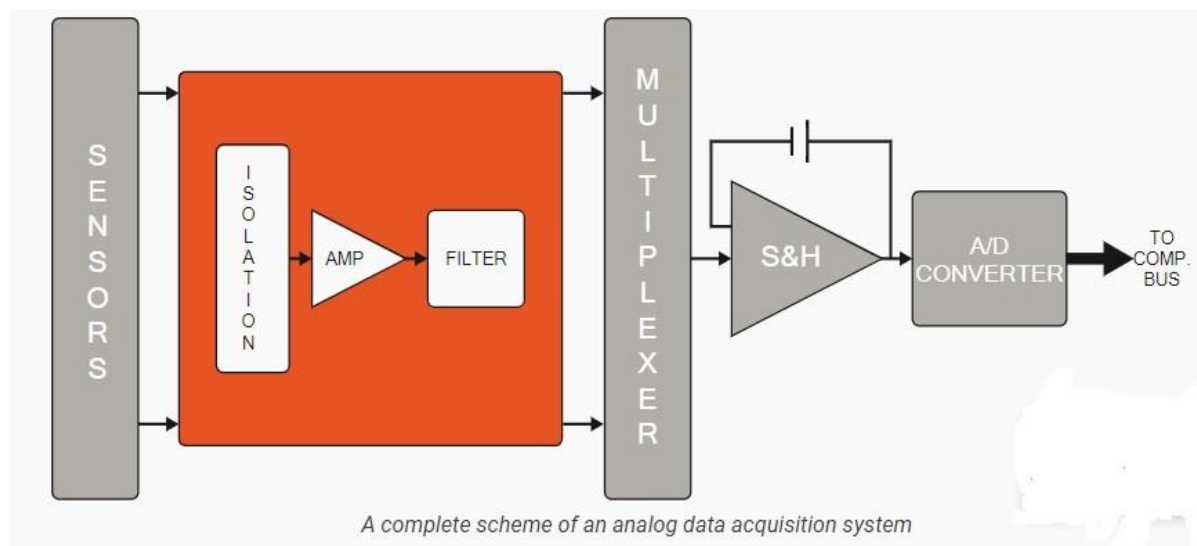 SENSORS
ISOLATION
AMP
FILTER
MULTIPLEXER
S&H
A/D
CONVERTER
TO
COMP.
BUS
A complete scheme of an analog data acquisition system